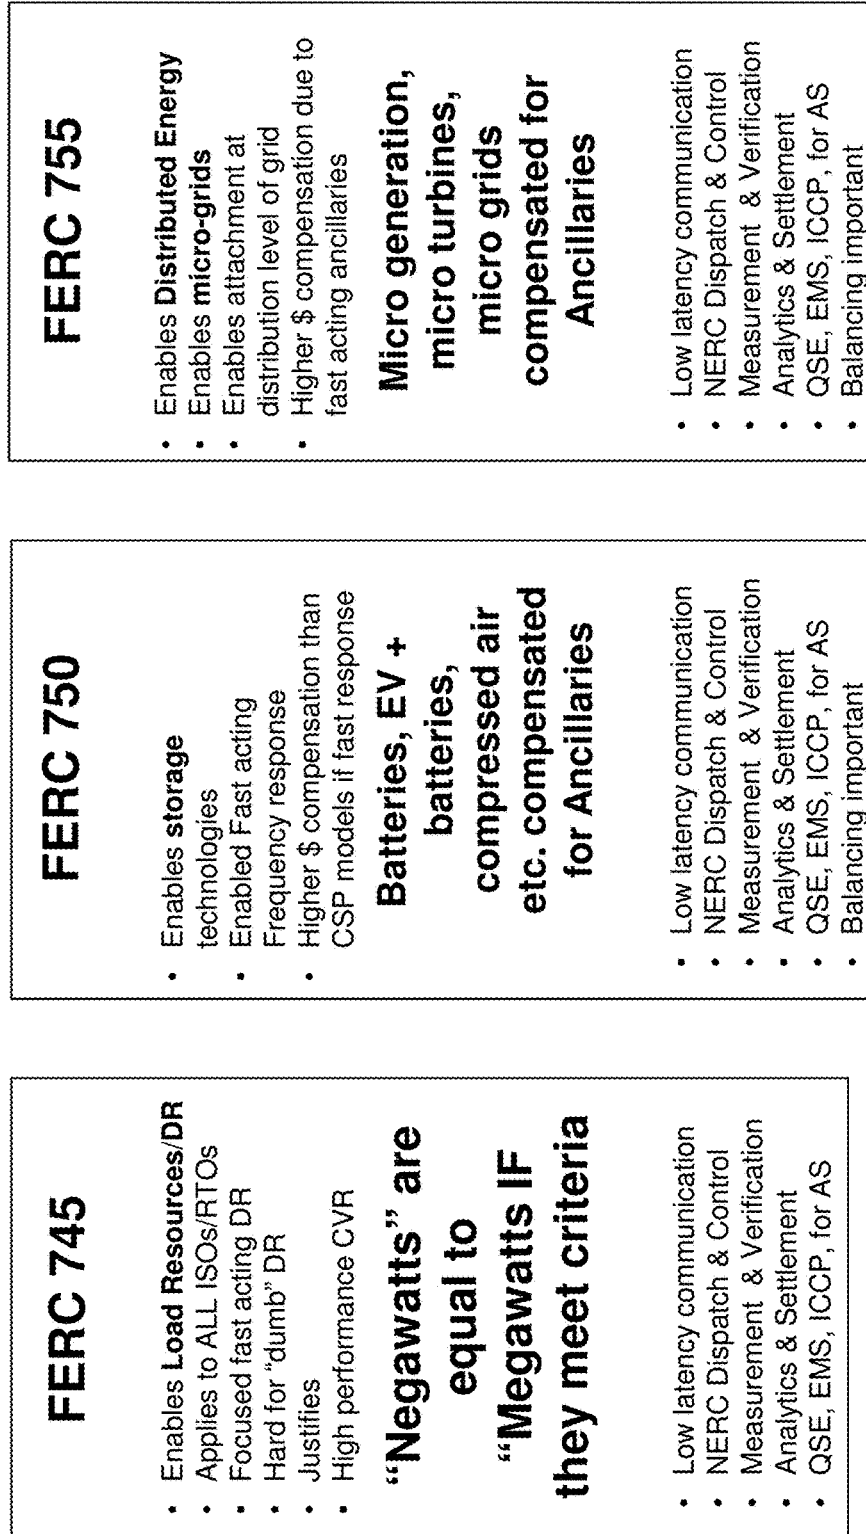 FERC 745
• Enables Load Resources/DR
• Applies to ALL ISOs/RTOs
• Focused fast acting DR
• Hard for “dumb” DR
• Justifies
• High performance CVR
“Negawatts” are
equal to
“Megawatts IF
they meet criteria
• Low latency communication
• NERC Dispatch & Control
• Measurement & Verification
• Analytics & Settlement
• QSE, EMS, ICCP, for AS
FERC 750
• Enables storage
technologies
• Enabled Fast acting
Frequency response
• Higher $ compensation than
CSP models if fast response
Batteries, EV +
batteries,
compressed air
etc. compensated
for Ancillaries
• Low latency communication
• NERC Dispatch & Control
• Measurement & Verification
• Analytics & Settlement
• QSE, EMS, ICCP, for AS
• Balancing important
FERC 755
• Enables Distributed Energy
• Enables micro-grids
• Enables attachment at
distribution level of grid
• Higher $ compensation due to
fast acting ancillaries
Micro generation,
micro turbines,
micro grids
compensated for
Ancillaries
• Low latency communication
• NERC Dispatch & Control
• Measurement & Verification
• Analytics & Settlement
• QSE, EMS, ICCP, for AS
• Balancing important